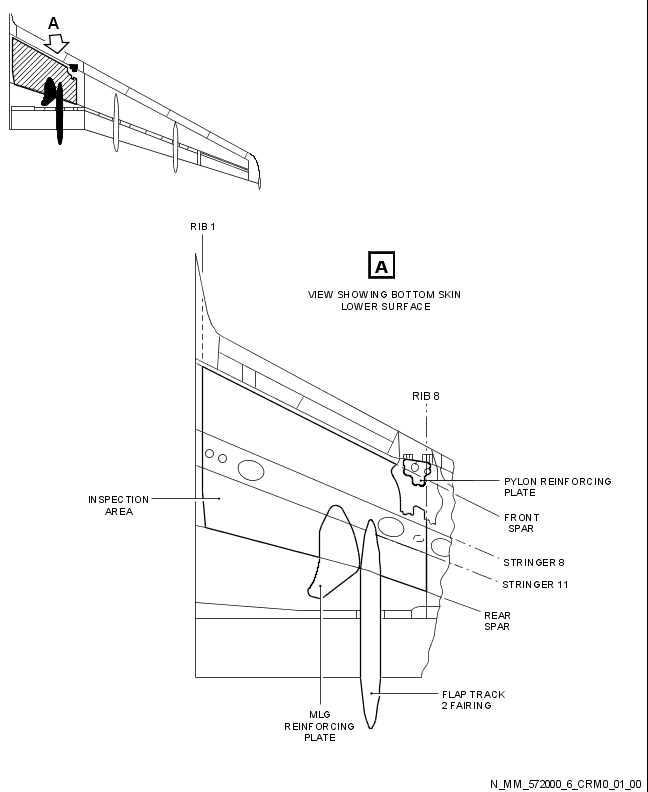 A
RIB 1
A
VIEW SHOWING BOTTOM SKIN
LOWER SURFACE
RIB 8
PYLON REINFORCING
PLATE
INSPECTION
AREA
FRONT
SPAR
STRINGER 8
STRINGER 11
REAR
SPAR
FLAP TRACK
2 FAIRING
MLG
REINFORCING
PLATE
N_MM_572000_6_CRM0_01_00